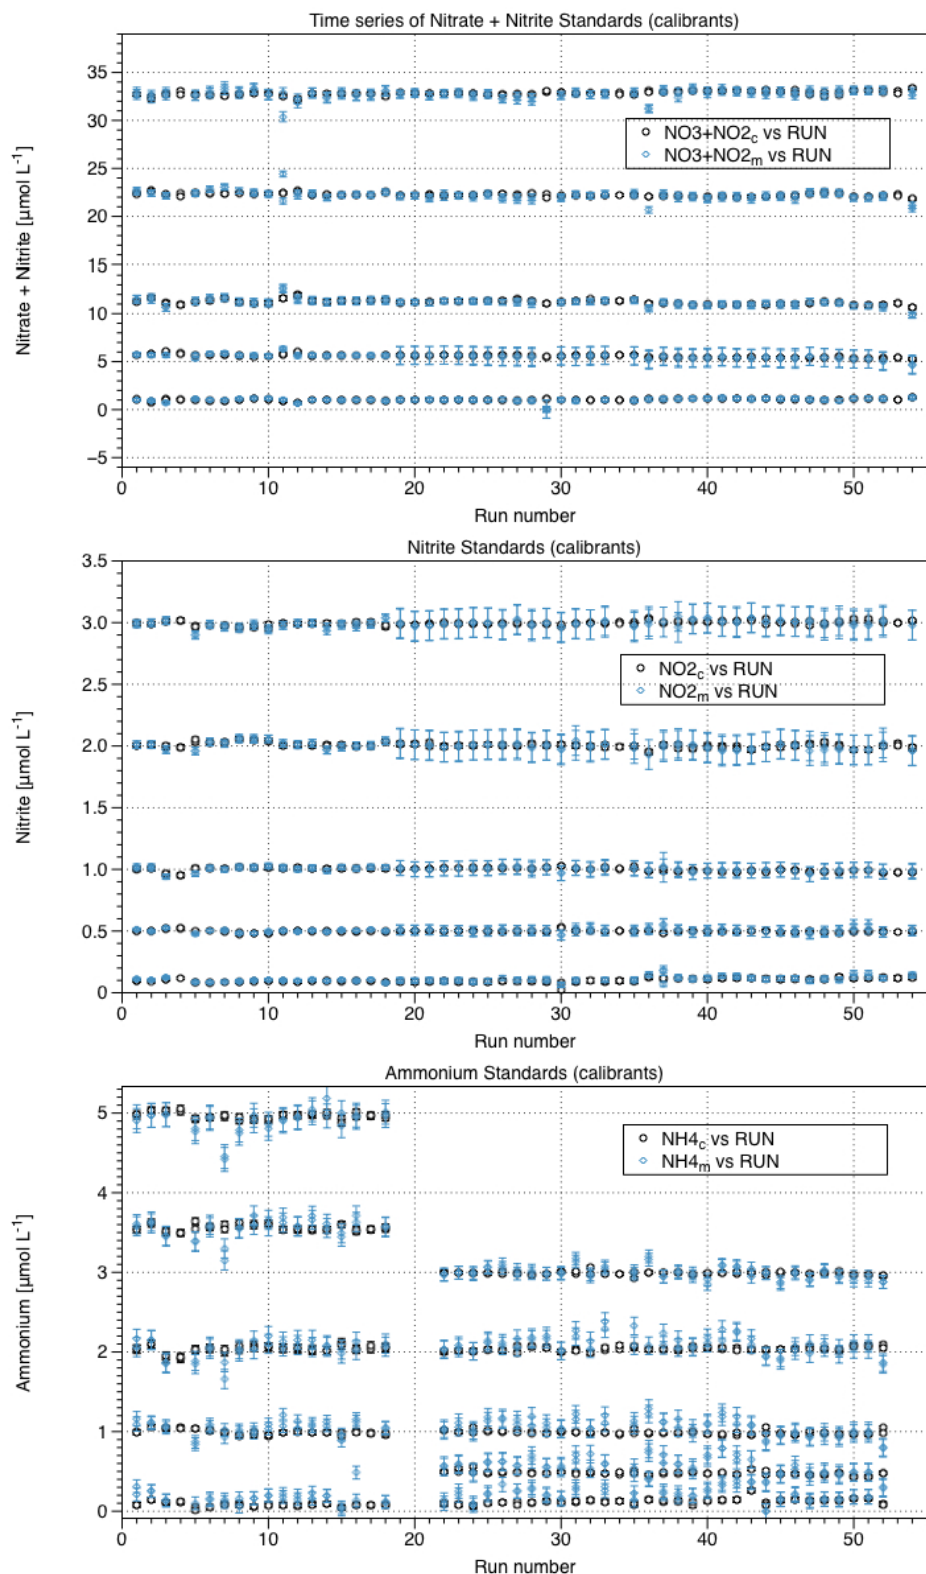 Time series of Nitrate + Nitrite Standards (calibrants)
35
30
25
20
15
10
5
0
−5
Nitrate + Nitrite [µmol L⁻¹]
NO3+NO2c vs RUN
NO3+NO2m vs RUN
0 10 20 30 40 50
Run number
Nitrite Standards (calibrants)
3.5
3.0
2.5
2.0
1.5
1.0
0.5
0
Nitrite [µmol L⁻¹]
NO2c vs RUN
NO2m vs RUN
0 10 20 30 40 50
Run number
Ammonium Standards (calibrants)
5
4
3
2
1
0
Ammonium [µmol L⁻¹]
NH4c vs RUN
NH4m vs RUN
0 10 20 30 40 50
Run number